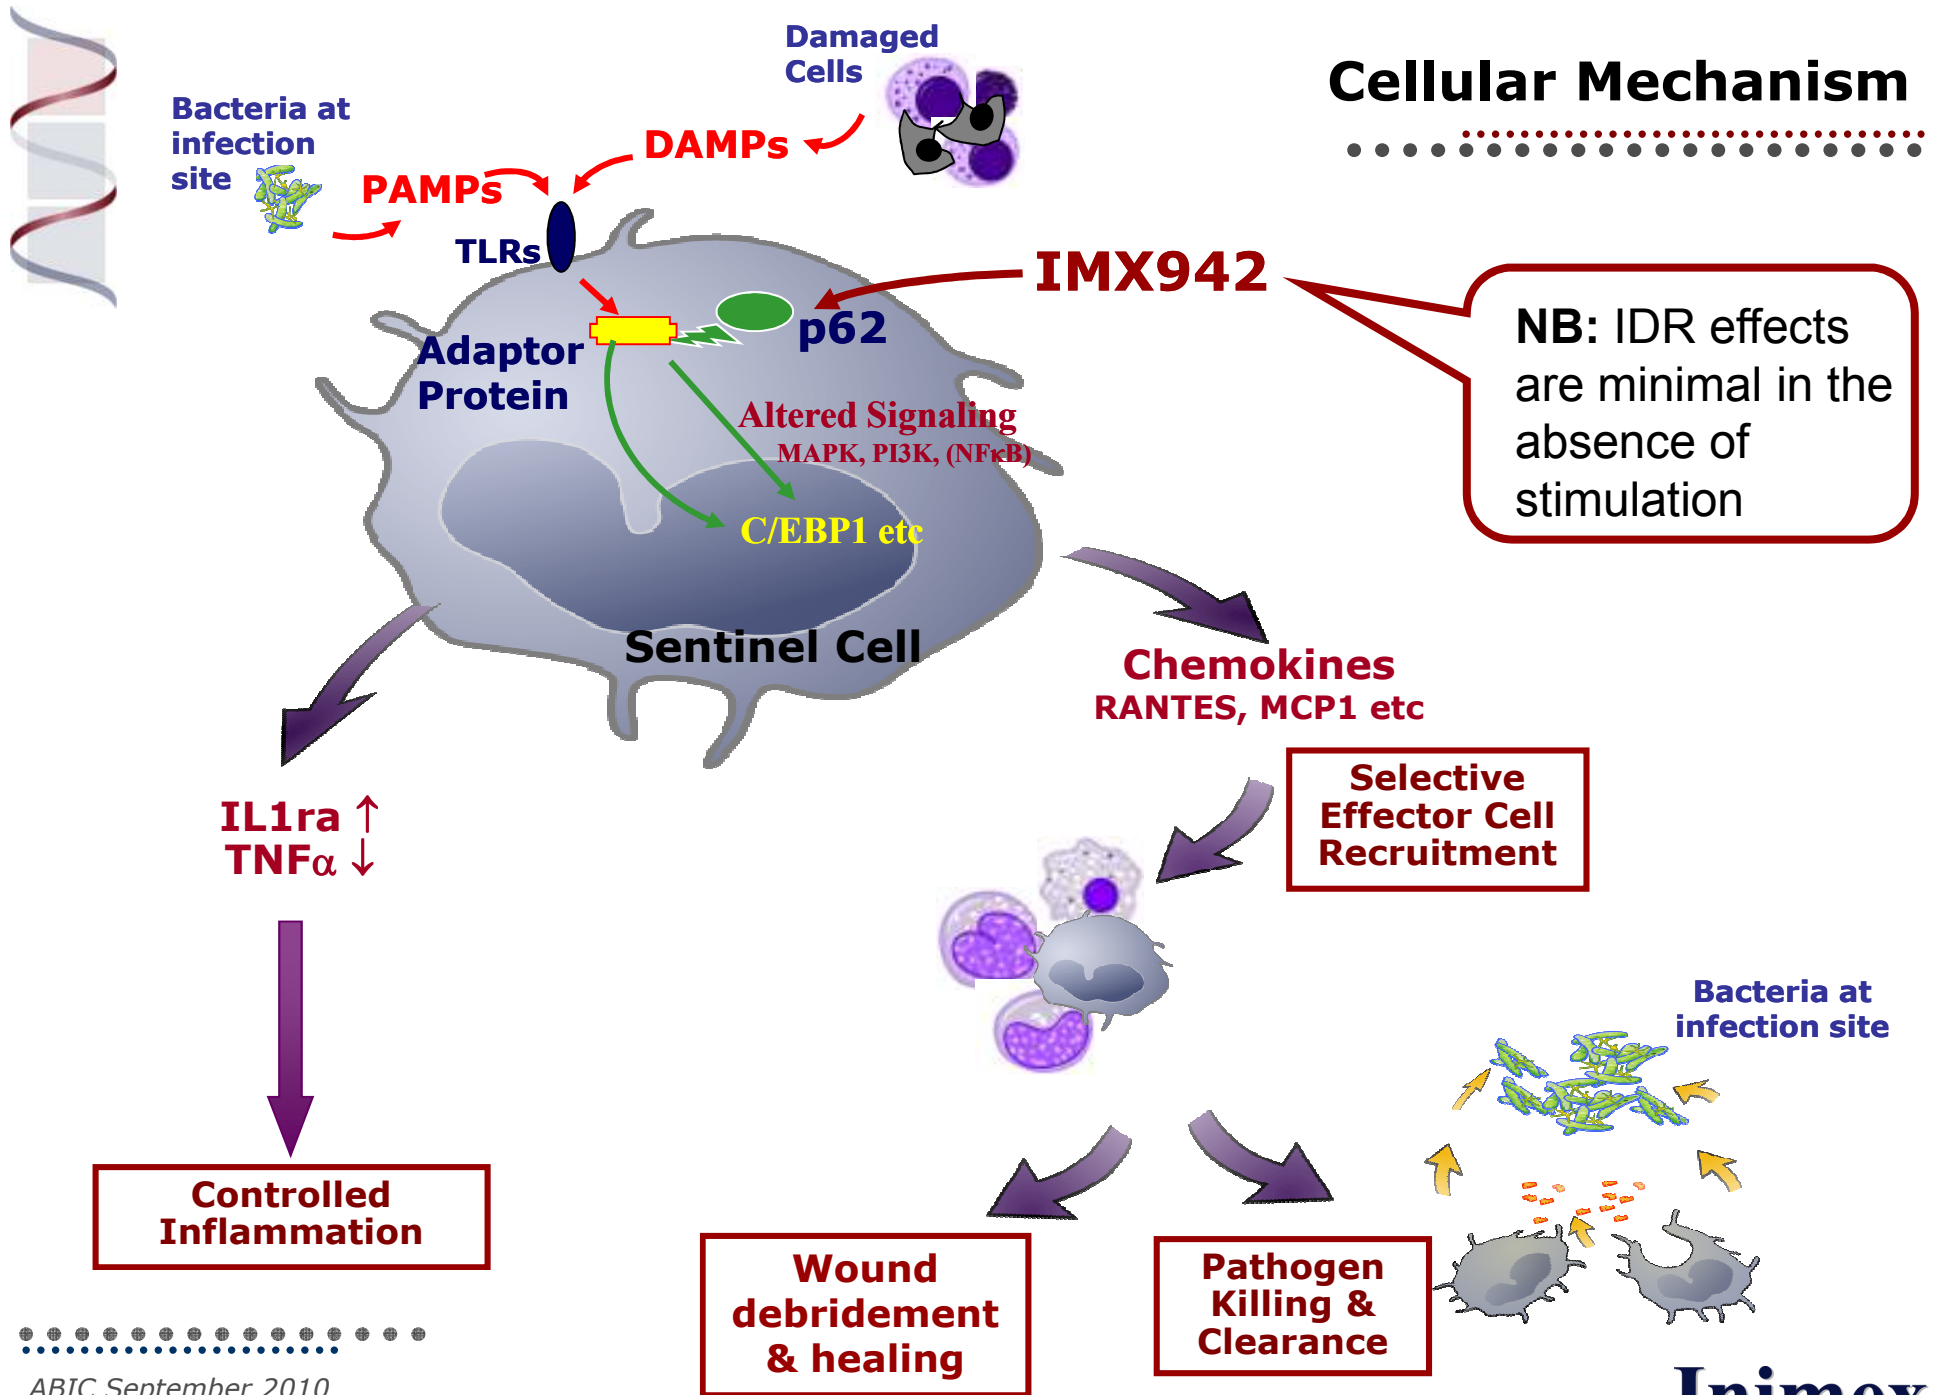 Cellular Mechanism
Damaged
Cells
Bacteria at
infection
site
DAMPs
PAMPs
TLRs
IMX942
p62
Adaptor
Protein
NB: IDR effects
are minimal in the
absence of
stimulation
Altered Signaling
MAPK, PI3K, (NFκB)
C/EBP1 etc
Sentinel Cell
Chemokines
RANTES, MCP1 etc
IL1ra ↑
TNFα ↓
Selective
Effector Cell
Recruitment
Bacteria at
infection site
Controlled
Inflammation
Wound
debridement
& healing
Pathogen
Killing &
Clearance
ABIC September 2010
Inimex